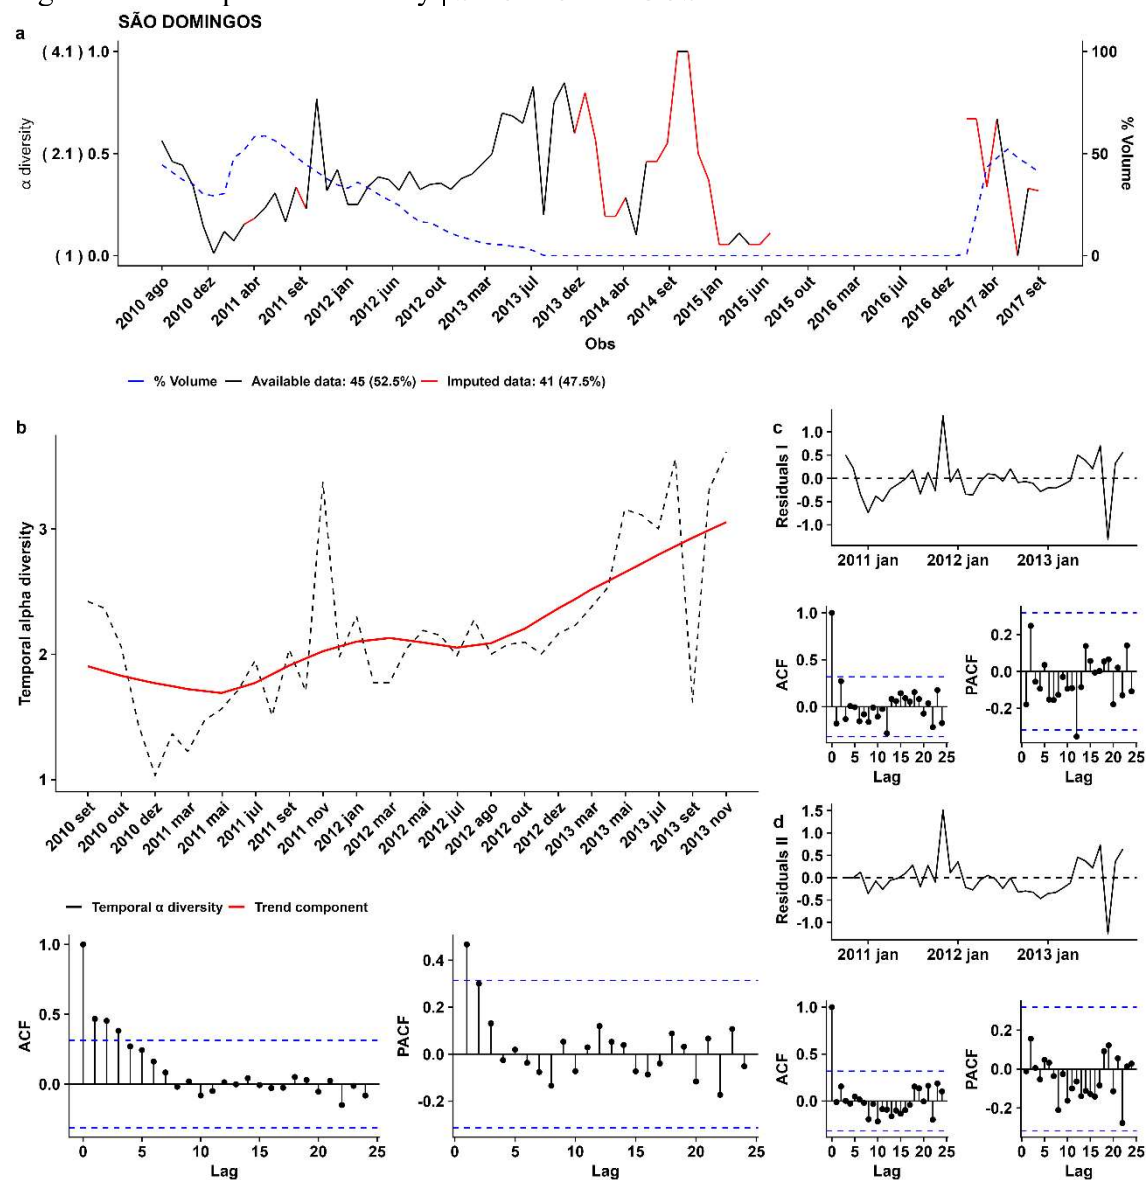 SÃO DOMINGOS
a
( 4.1 ) 1.0
( 2.1 ) 0.5
( 1 ) 0.0
α diversity
100
50
0
% Volume
2010 ago 2010 dez 2011 abr 2011 set 2012 jan 2012 jun 2012 out 2013 mar 2013 jul 2013 dez 2014 abr 2014 set 2015 jan 2015 jun 2015 out 2016 mar 2016 jul 2016 dez 2017 abr 2017 set
Obs
% Volume Available data: 45 (52.5%) Imputed data: 41 (47.5%)
b
Temporal alpha diversity
3
2
1
2010 set 2010 out 2010 dez 2011 mar 2011 mai 2011 jul 2011 set 2011 nov 2012 jan 2012 mar 2012 mai 2012 jul 2012 ago 2012 out 2012 dez 2013 mar 2013 mai 2013 jul 2013 set 2013 nov
Temporal α diversity Trend component
ACF
1.0
0.5
0.0
0 5 10 15 20 25
Lag
PACF
0.4
0.2
0.0
-0.2
0 5 10 15 20 25
Lag
c
Residuals I
1.0
0.5
0.0
-0.5
-1.0
2011 jan 2012 jan 2013 jan
ACF
1.0
0.5
0.0
0 5 10 15 20 25
Lag
PACF
0.2
0.0
-0.2
0 5 10 15 20 25
Lag
d
Residuals II
1.5
1.0
0.5
0.0
-0.5
-1.0
2011 jan 2012 jan 2013 jan
ACF
1.0
0.5
0.0
0 5 10 15 20 25
Lag
PACF
0.2
0.0
-0.2
0 5 10 15 20 25
Lag